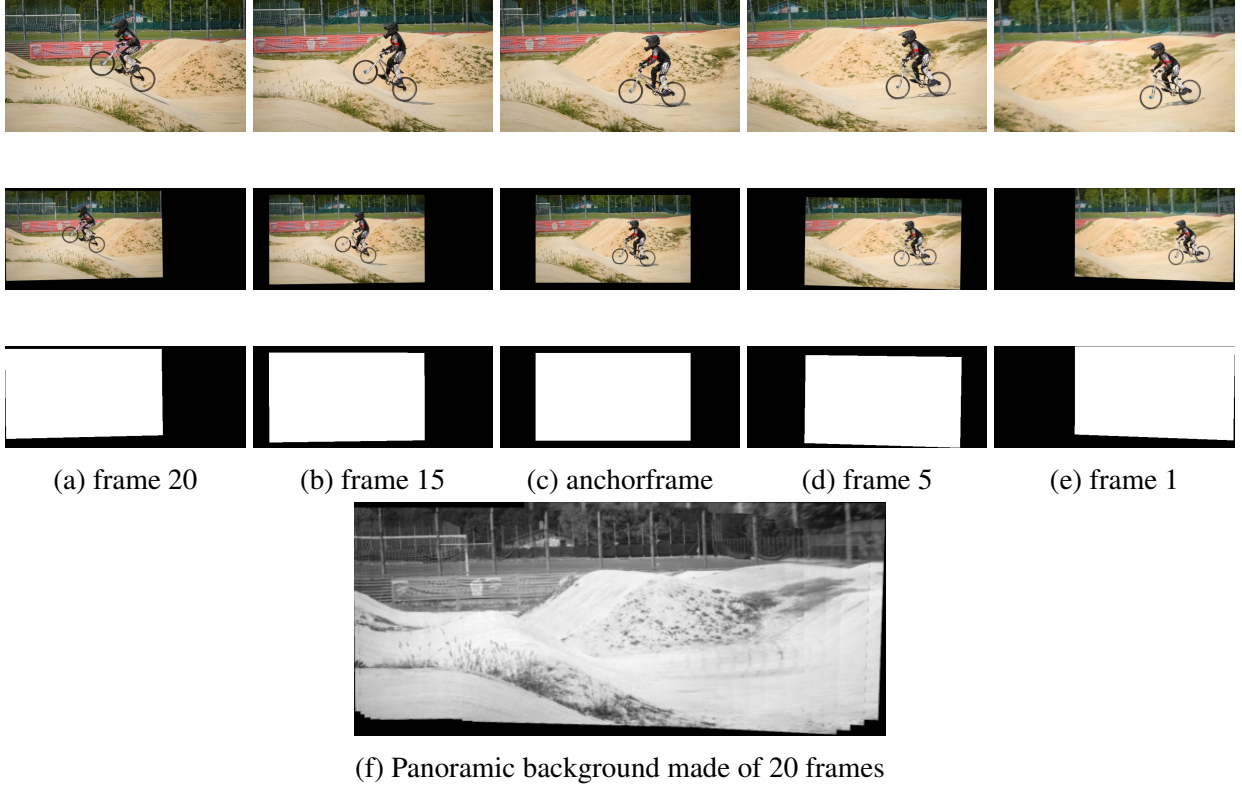 (a) frame 20
(b) frame 15
(c) anchorframe
(d) frame 5
(e) frame 1
(f) Panoramic background made of 20 frames